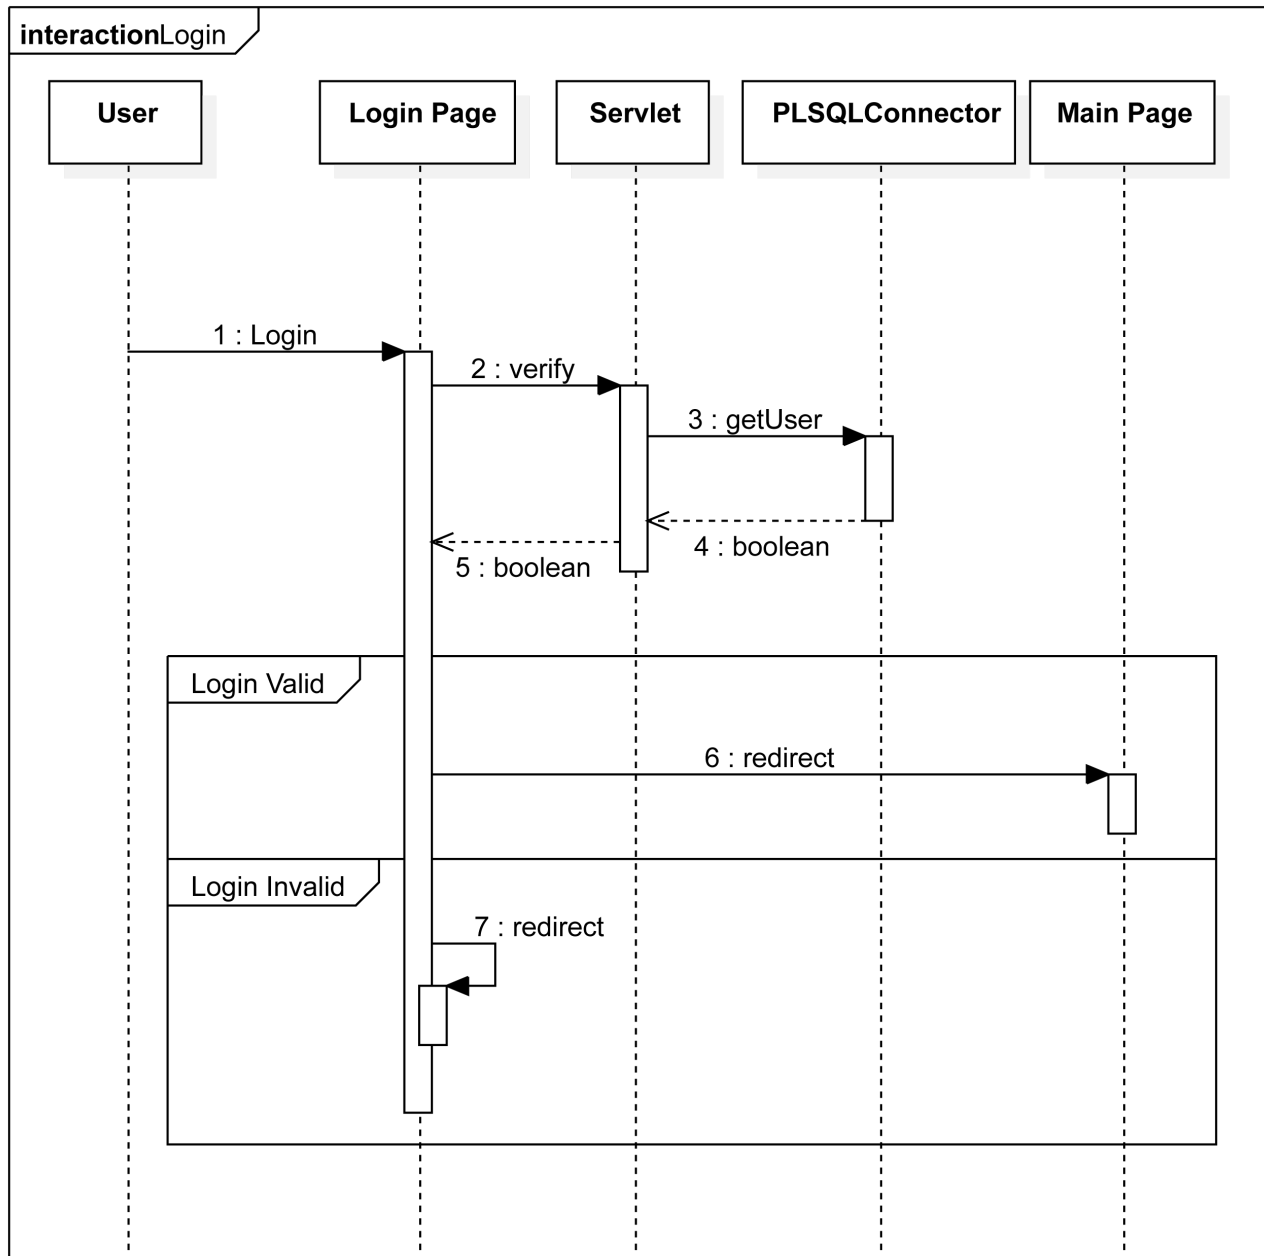 interactionLogin
User
Login Page
Servlet
PLSQLConnector
Main Page
1 : Login
2 : verify
3 : getUser
4 : boolean
5 : boolean
Login Valid
6 : redirect
Login Invalid
7 : redirect